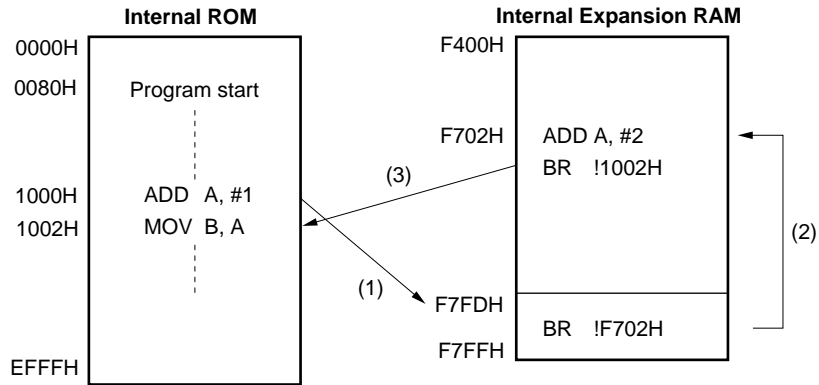 Internal ROM
Internal Expansion RAM
0000H
0080H
Program start
1000H
ADD A, #1
1002H
MOV B, A
EFFFH
(1)
(3)
F400H
F702H
ADD A, #2
BR !1002H
(2)
F7FDH
BR !F702H
F7FFH